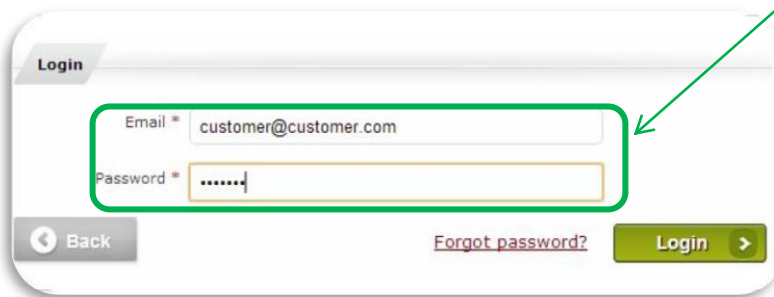 Login
Email * customer@customer.com
Password * •••••••
Back
Forgot password?
Login